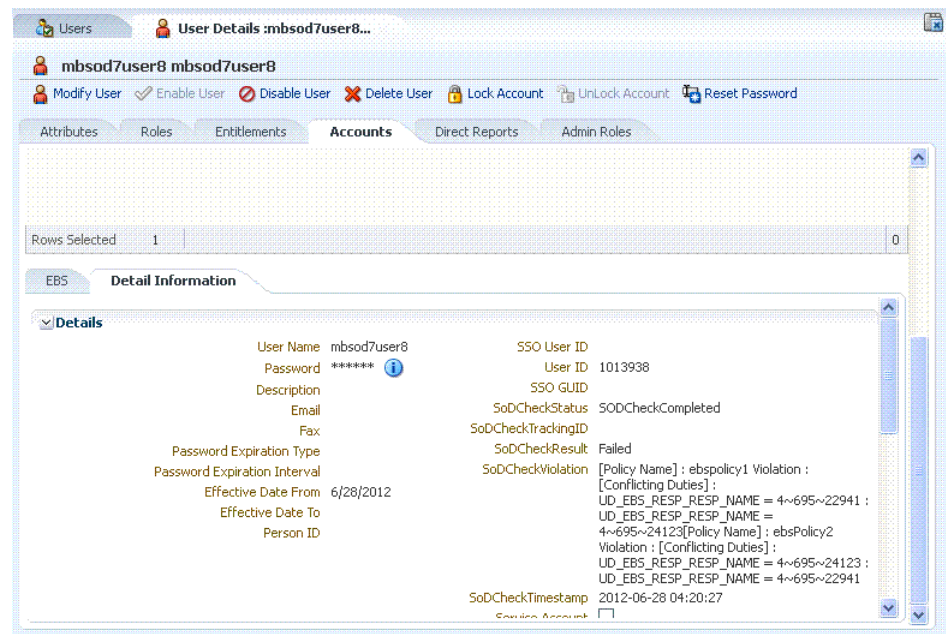 Users
User Details :mbsod7user8...
mbsod7user8 mbsod7user8
Modify User Enable User Disable User Delete User Lock Account UnLock Account Reset Password
Attributes Roles Entitlements Accounts Direct Reports Admin Roles
Rows Selected 1 0
EBS Detail Information
Details
User Name mbsod7user8
Password ******
Description
Email
Fax
Password Expiration Type
Password Expiration Interval
Effective Date From 6/28/2012
Effective Date To
Person ID
SSO User ID
User ID 1013938
SSO GUID
SoDCheckStatus SODCheckCompleted
SoDCheckTrackingID
SoDCheckResult Failed
SoDCheckViolation [Policy Name] : ebspolicy1 Violation :
[Conflicting Duties] :
UD_EBS_RESP_RESP_NAME = 4~695~22941 :
UD_EBS_RESP_RESP_NAME =
4~695~24123[Policy Name] : ebsPolicy2
Violation : [Conflicting Duties] :
UD_EBS_RESP_RESP_NAME = 4~695~24123 :
UD_EBS_RESP_RESP_NAME = 4~695~22941
SoDCheckTimestamp 2012-06-28 04:20:27
Service Account